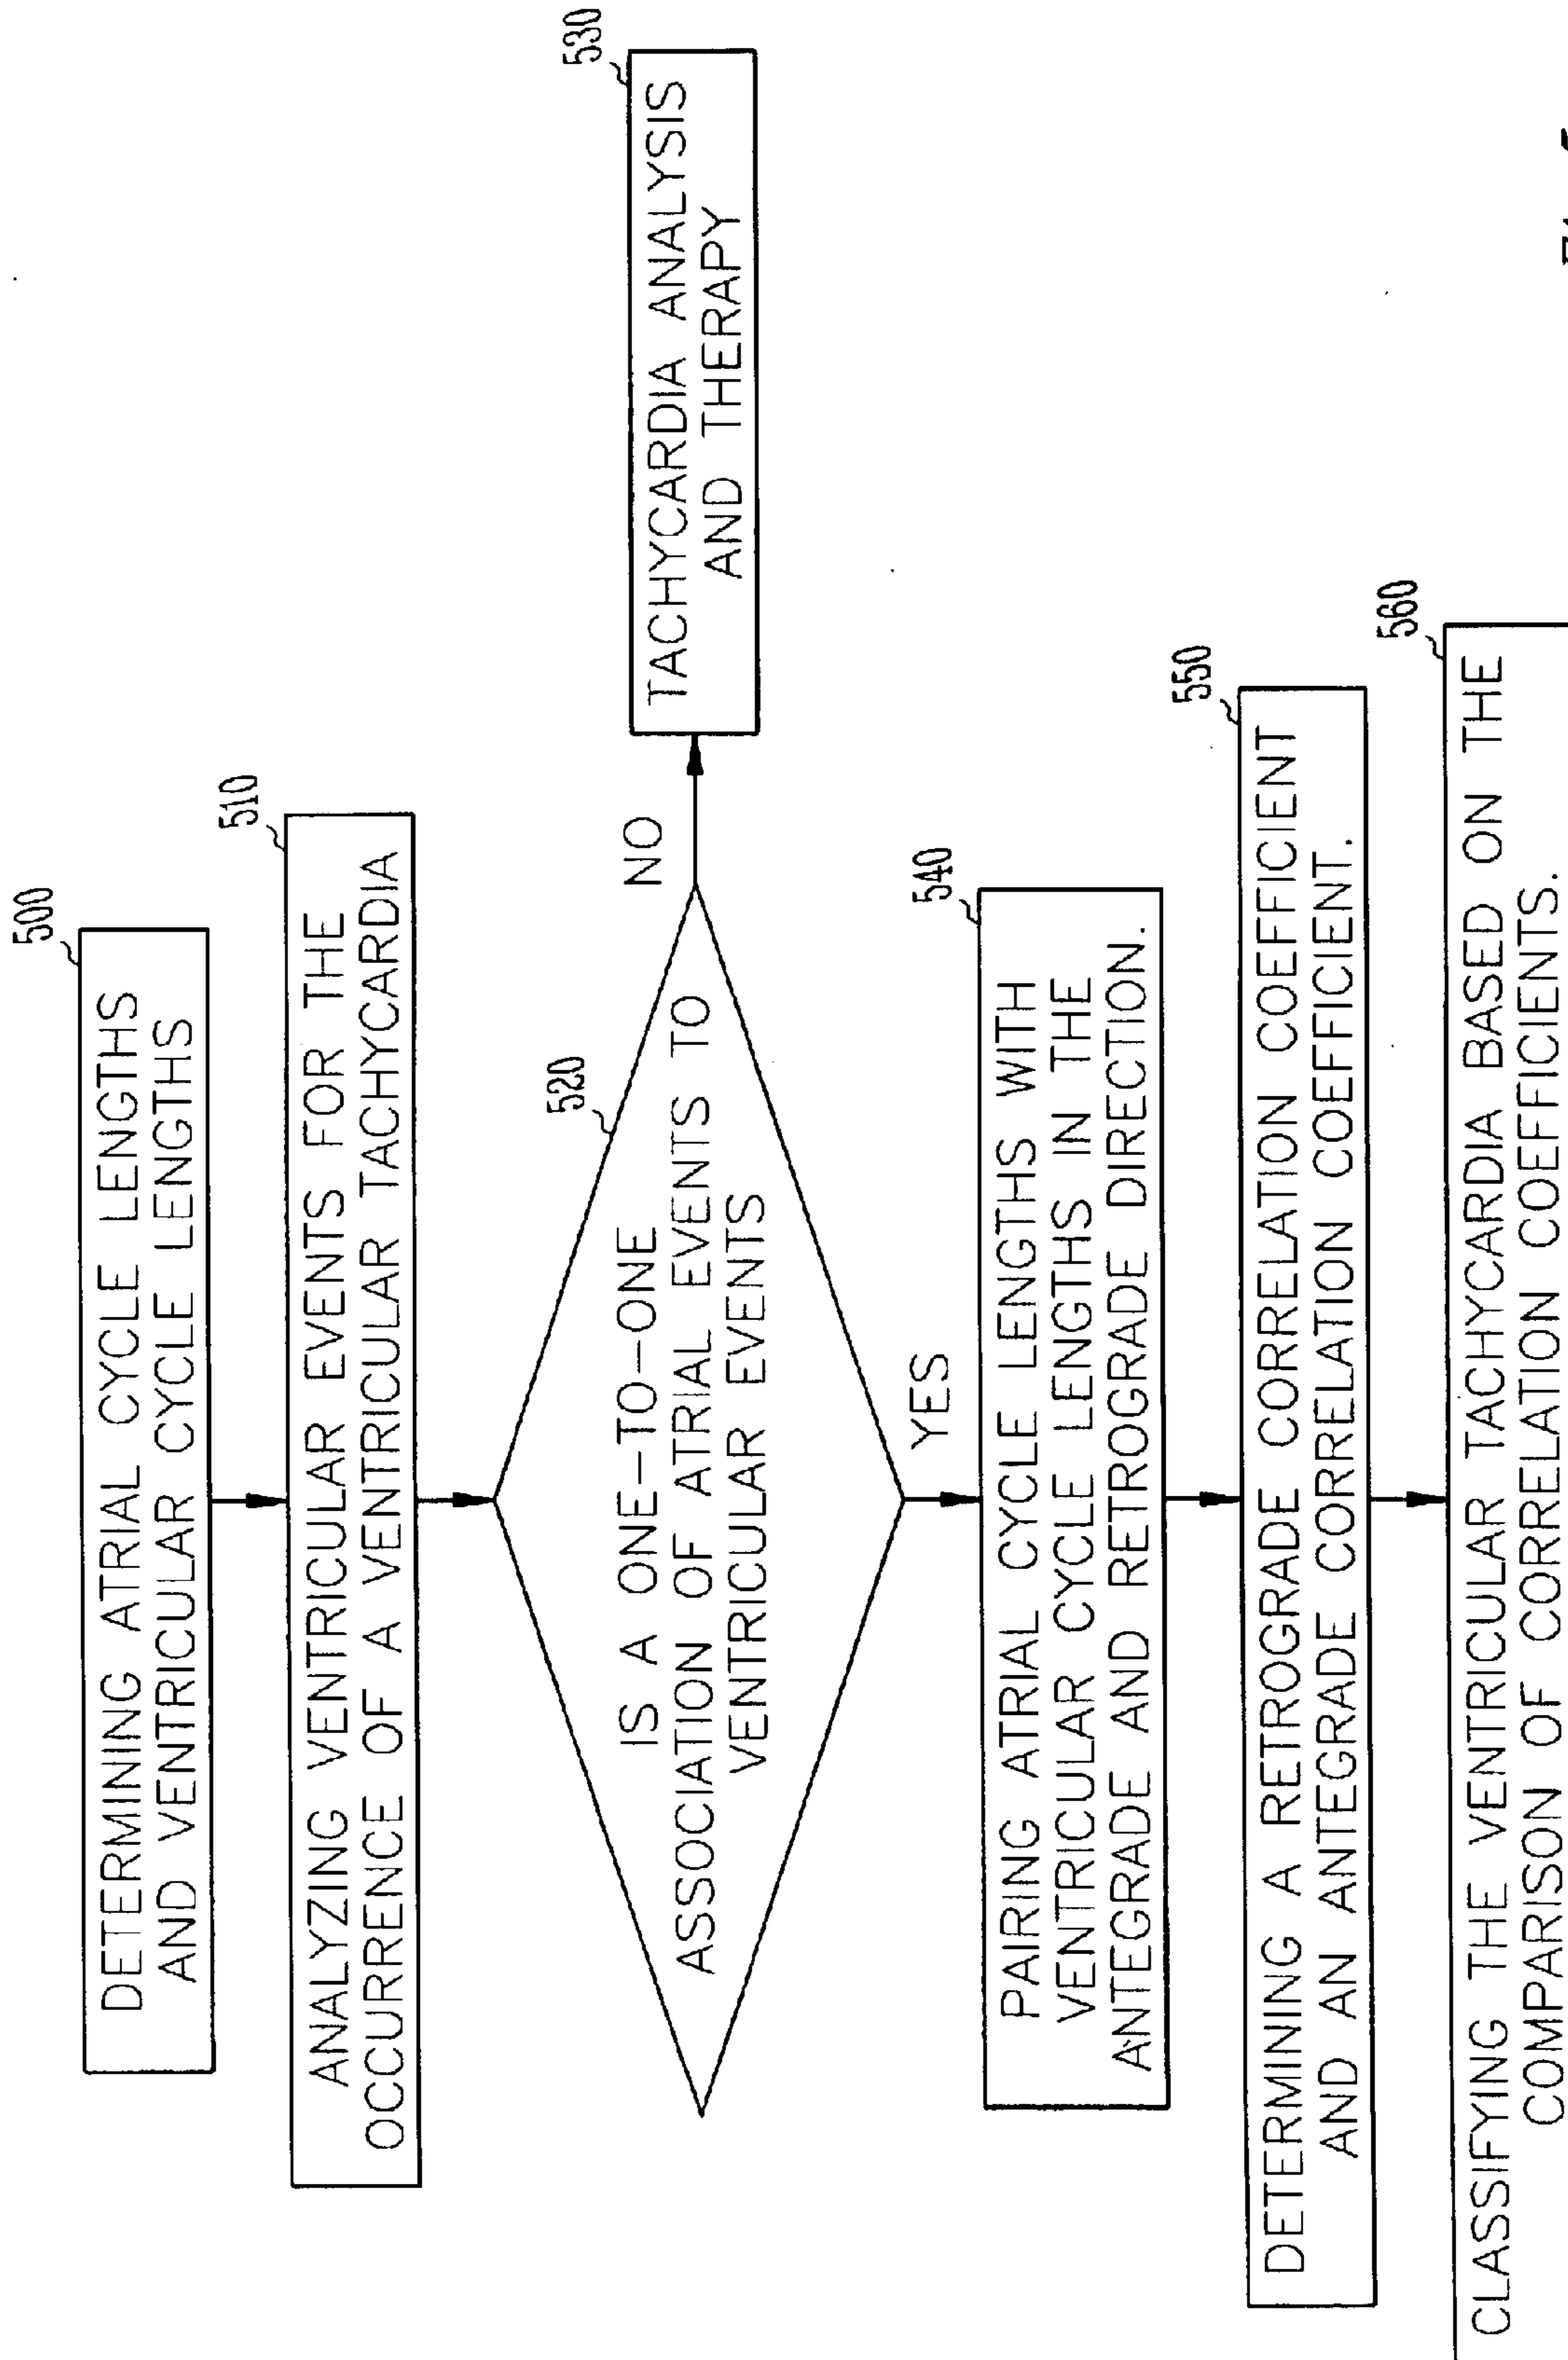 500
DETERMINING ATRIAL CYCLE LENGTHS
AND VENTRICULAR CYCLE LENGTHS
510
ANALYZING VENTRICULAR EVENTS FOR THE
OCCURRENCE OF A VENTRICULAR TACHYCARDIA
520
IS A ONE-TO-ONE
ASSOCIATION OF ATRIAL EVENTS TO
VENTRICULAR EVENTS
NO
530
TACHYCARDIA ANALYSIS
AND THERAPY
YES
540
PAIRING ATRIAL CYCLE LENGTHS WITH
VENTRICULAR CYCLE LENGTHS IN THE
ANTEGRADE AND RETROGRADE DIRECTION.
550
DETERMINING A RETROGRADE CORRELATION COEFFICIENT
AND AN ANTEGRADE CORRELATION COEFFICIENT.
560
CLASSIFYING THE VENTRICULAR TACHYCARDIA BASED ON THE
COMPARISON OF CORRELATION COEFFICIENTS.